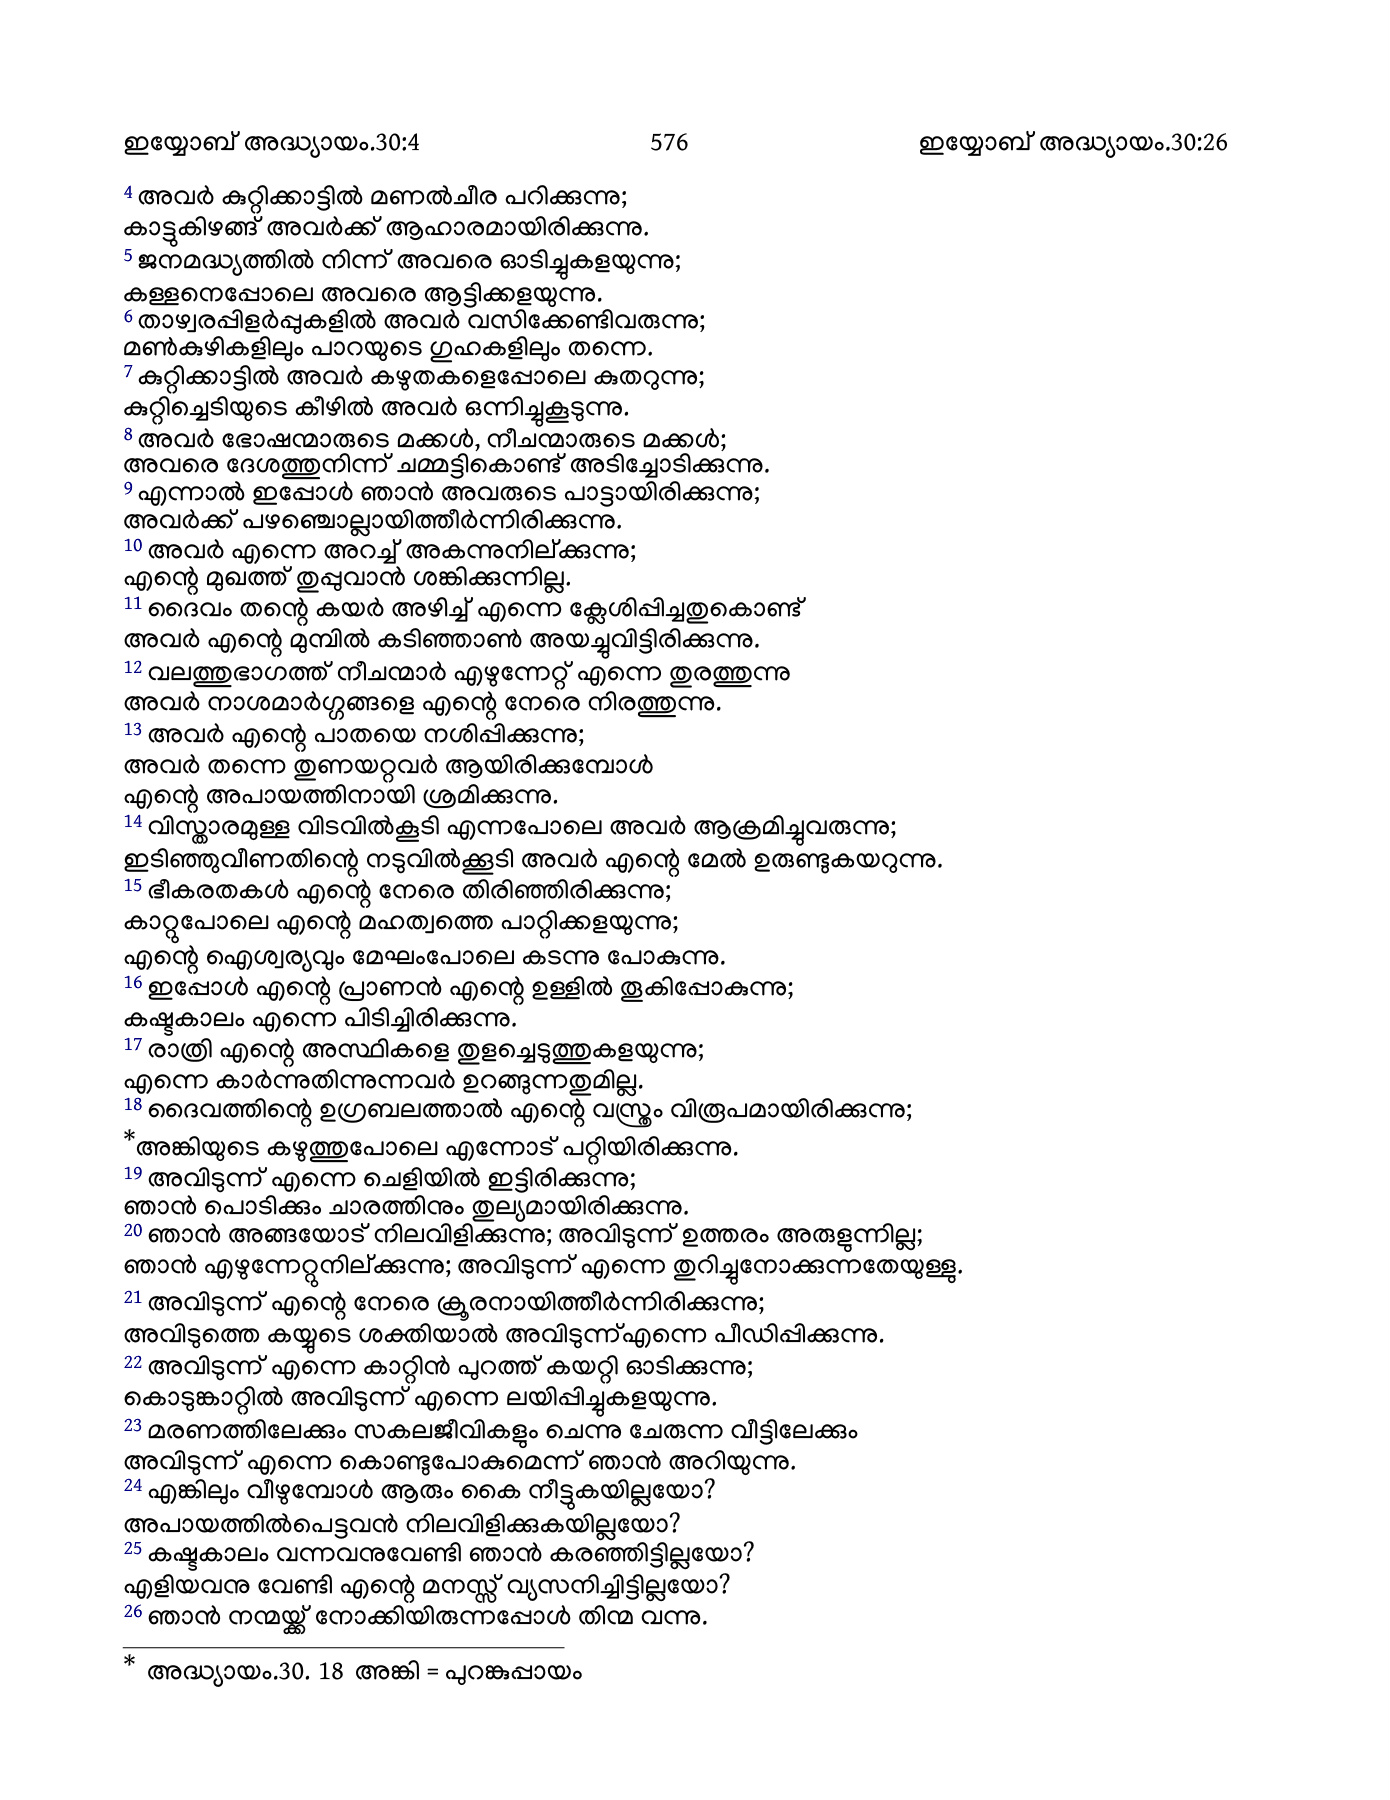 ഇയ്യോബ് അദ്ധ്യായം.30:4 576 ഇയ്യോബ് അദ്ധ്യായം.30:26
4 അവർ കുറ്റിക്കാട്ടിൽ മണൽചീര പറിക്കുന്നു;
കാട്ടുകിഴങ്ങ് അവർക്ക് ആഹാരമായിരിക്കുന്നു.
5 ജനമദ്ധ്യത്തിൽ നിന്ന് അവരെ ഓടിച്ചുകളയുന്നു;
കള്ളനെപ്പോലെ അവരെ ആട്ടിക്കളയുന്നു.
6 താഴ്വരപ്പിളർപ്പുകളിൽ അവർ വസിക്കേണ്ടിവരുന്നു;
മൺകുഴികളിലും പാറയുടെ ഗുഹകളിലും തന്നെ.
7 കുറ്റിക്കാട്ടിൽ അവർ കഴുതകളെപ്പോലെ കുതറുന്നു;
കുറ്റിച്ചെടിയുടെ കീഴിൽ അവർ ഒന്നിച്ചുകൂടുന്നു.
8 അവർ ഭോഷന്മാരുടെ മക്കൾ, നീചന്മാരുടെ മക്കൾ;
അവരെ ദേശത്തുനിന്ന് ചമ്മട്ടികൊണ്ട് അടിച്ചോടിക്കുന്നു.
9 എന്നാൽ ഇപ്പോൾ ഞാൻ അവരുടെ പാട്ടായിരിക്കുന്നു;
അവർക്ക് പഴഞ്ചൊല്ലായിത്തീർന്നിരിക്കുന്നു.
10 അവർ എന്നെ അറച്ച് അകന്നുനില്ക്കുന്നു;
എന്റെ മുഖത്ത് തുപ്പുവാൻ ശങ്കിക്കുന്നില്ല.
11 ദൈവം തന്റെ കയർ അഴിച്ച് എന്നെ ക്ലേശിപ്പിച്ചതുകൊണ്ട്
അവർ എന്റെ മുമ്പിൽ കടിഞ്ഞാൺ അയച്ചുവിട്ടിരിക്കുന്നു.
12 വലത്തുഭാഗത്ത് നീചന്മാർ എഴുന്നേറ്റ് എന്നെ തുരത്തുന്നു
അവർ നാശമാർഗ്ഗങ്ങളെ എന്റെ നേരെ നിരത്തുന്നു.
13 അവർ എന്റെ പാതയെ നശിപ്പിക്കുന്നു;
അവർ തന്നെ തുണയറ്റവർ ആയിരിക്കുമ്പോൾ
എന്റെ അപായത്തിനായി ശ്രമിക്കുന്നു.
14 വിസ്താരമുള്ള വിടവിൽകൂടി എന്നപോലെ അവർ ആക്രമിച്ചുവരുന്നു;
ഇടിഞ്ഞുവീണതിന്റെ നടുവിൽക്കൂടി അവർ എന്റെ മേൽ ഉരുണ്ടുകയറുന്നു.
15 ഭീകരതകൾ എന്റെ നേരെ തിരിഞ്ഞിരിക്കുന്നു;
കാറ്റുപോലെ എന്റെ മഹത്വത്തെ പാറ്റിക്കളയുന്നു;
എന്റെ ഐശ്വര്യവും മേഘംപോലെ കടന്നു പോകുന്നു.
16 ഇപ്പോൾ എന്റെ പ്രാണൻ എന്റെ ഉള്ളിൽ തൂകിപ്പോകുന്നു;
കഷ്ടകാലം എന്നെ പിടിച്ചിരിക്കുന്നു.
17 രാത്രി എന്റെ അസ്ഥികളെ തുളച്ചെടുത്തുകളയുന്നു;
എന്നെ കാർന്നുതിന്നുന്നവർ ഉറങ്ങുന്നതുമില്ല.
18 ദൈവത്തിന്റെ ഉഗ്രബലത്താൽ എന്റെ വസ്ത്രം വിരൂപമായിരിക്കുന്നു;
*അങ്കിയുടെ കഴുത്തുപോലെ എന്നോട് പറ്റിയിരിക്കുന്നു.
19 അവിടുന്ന് എന്നെ ചെളിയിൽ ഇട്ടിരിക്കുന്നു;
ഞാൻ പൊടിക്കും ചാരത്തിനും തുല്യമായിരിക്കുന്നു.
20 ഞാൻ അങ്ങയോട് നിലവിളിക്കുന്നു; അവിടുന്ന് ഉത്തരം അരുളുന്നില്ല;
ഞാൻ എഴുന്നേറ്റുനില്ക്കുന്നു; അവിടുന്ന് എന്നെ തുറിച്ചുനോക്കുന്നതേയുള്ളു.
21 അവിടുന്ന് എന്റെ നേരെ ക്രൂരനായിത്തീർന്നിരിക്കുന്നു;
അവിടുത്തെ കയ്യുടെ ശക്തിയാൽ അവിടുന്ന്എന്നെ പീഡിപ്പിക്കുന്നു.
22 അവിടുന്ന് എന്നെ കാറ്റിൻ പുറത്ത് കയറ്റി ഓടിക്കുന്നു;
കൊടുങ്കാറ്റിൽ അവിടുന്ന് എന്നെ ലയിപ്പിച്ചുകളയുന്നു.
23 മരണത്തിലേക്കും സകലജീവികളും ചെന്നു ചേരുന്ന വീട്ടിലേക്കും
അവിടുന്ന് എന്നെ കൊണ്ടുപോകുമെന്ന് ഞാൻ അറിയുന്നു.
24 എങ്കിലും വീഴുമ്പോൾ ആരും കൈ നീട്ടുകയില്ലയോ?
അപായത്തിൽപെട്ടവൻ നിലവിളിക്കുകയില്ലയോ?
25 കഷ്ടകാലം വന്നവനുവേണ്ടി ഞാൻ കരഞ്ഞിട്ടില്ലയോ?
എളിയവനു വേണ്ടി എന്റെ മനസ്സ് വ്യസനിച്ചിട്ടില്ലയോ?
26 ഞാൻ നന്മയ്ക്ക് നോക്കിയിരുന്നപ്പോൾ തിന്മ വന്നു.
* അദ്ധ്യായം.30. 18 അങ്കി = പുറങ്കുപ്പായം